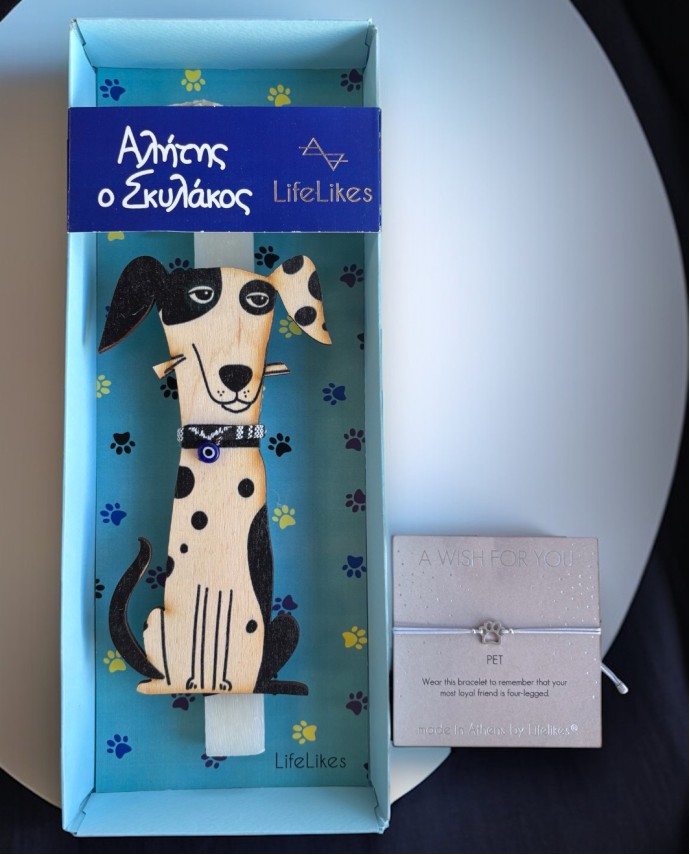 Αλήτης
ο Σκυλάκος
LifeLikes
LifeLikes
A WISH FOR YOU
PET
Wear this bracelet to remember that your
most loyal friend is four-legged.
made in Athens by Lifelikes®